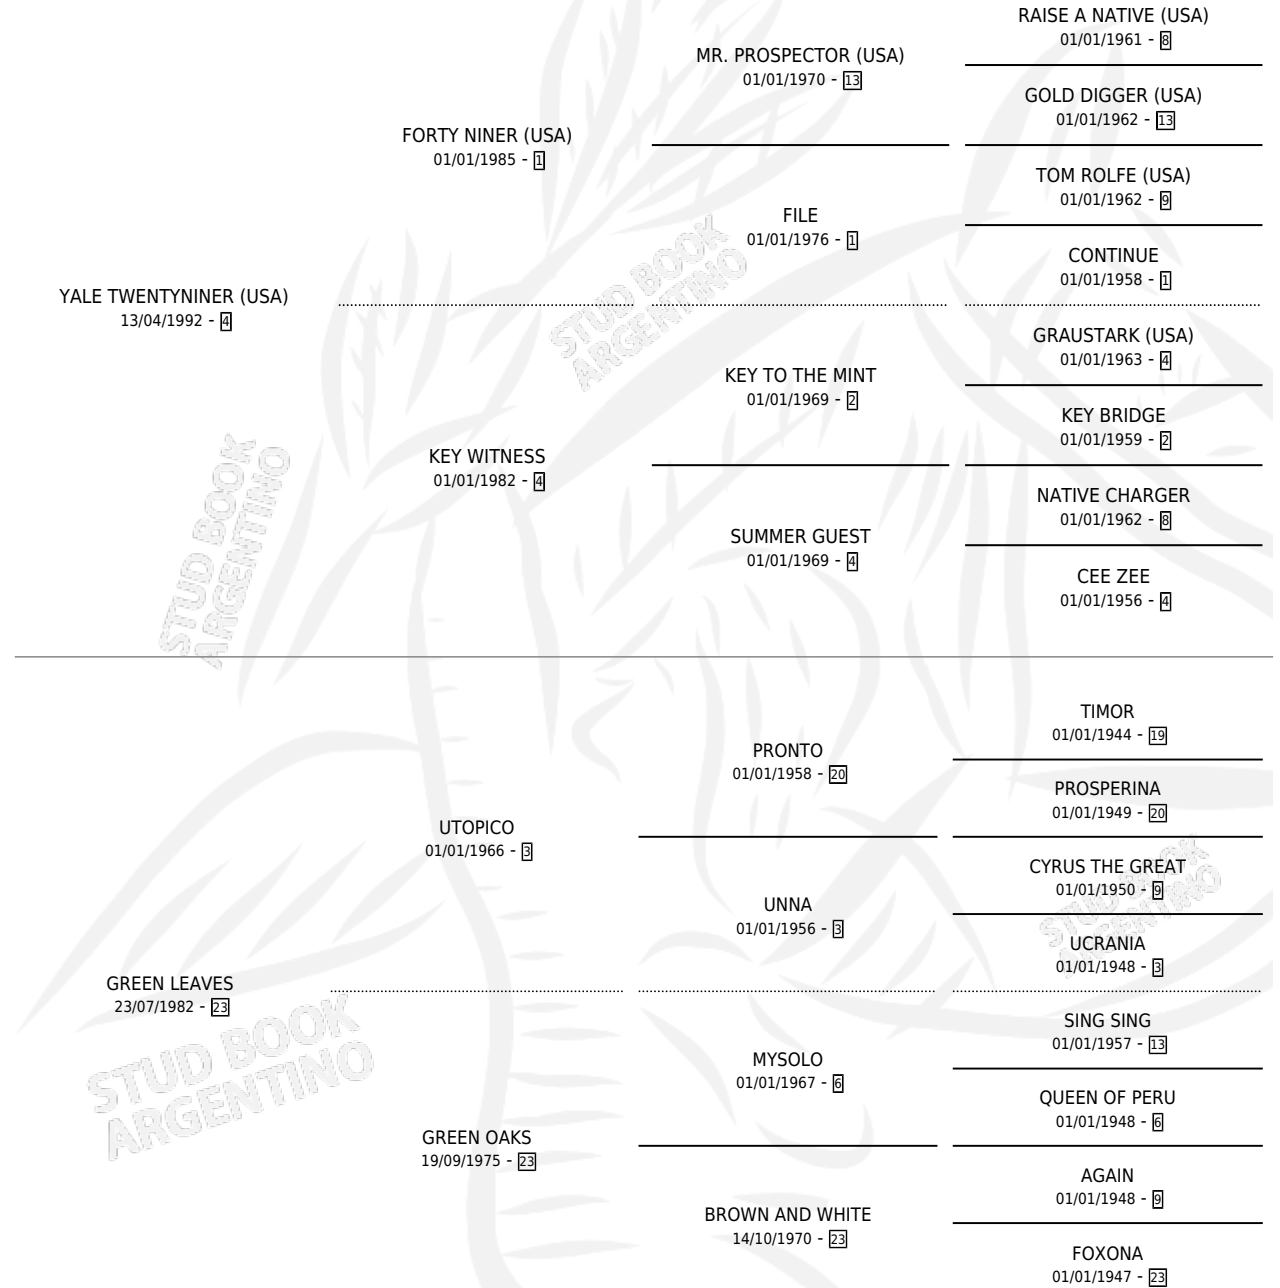 RAISE A NATIVE (USA)
01/01/1961 - 8
MR. PROSPECTOR (USA)
01/01/1970 - 13
GOLD DIGGER (USA)
01/01/1962 - 13
FORTY NINER (USA)
01/01/1985 - 1
TOM ROLFE (USA)
01/01/1962 - 9
FILE
01/01/1976 - 1
CONTINUE
01/01/1958 - 1
YALE TWENTYNINER (USA)
13/04/1992 - 4
GRAUSTARK (USA)
01/01/1963 - 4
KEY TO THE MINT
01/01/1969 - 2
KEY BRIDGE
01/01/1959 - 2
KEY WITNESS
01/01/1982 - 4
NATIVE CHARGER
01/01/1962 - 8
SUMMER GUEST
01/01/1969 - 4
CEE ZEE
01/01/1956 - 4
TIMOR
01/01/1944 - 19
PRONTO
01/01/1958 - 20
PROSPERINA
01/01/1949 - 20
UTOPICO
01/01/1966 - 3
CYRUS THE GREAT
01/01/1950 - 9
UNNA
01/01/1956 - 3
UCRANIA
01/01/1948 - 3
GREEN LEAVES
23/07/1982 - 23
SING SING
01/01/1957 - 13
MYSOLO
01/01/1967 - 6
QUEEN OF PERU
01/01/1948 - 6
GREEN OAKS
19/09/1975 - 23
AGAIN
01/01/1948 - 9
BROWN AND WHITE
14/10/1970 - 23
FOXONA
01/01/1947 - 23
STUD BOOK
ARGENTINO
STUD BOOK
ARGENTINO
STUD BOOK
ARGENTINO
STUD BOOK
ARGENTINO